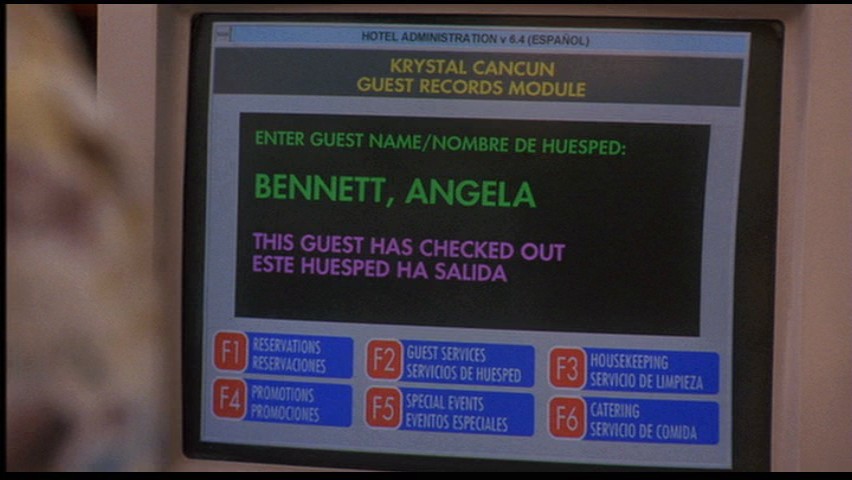 HOTEL ADMINISTRATION v 6.4 (ESPAÑOL)
KRYSTAL CANCUN
GUEST RECORDS MODULE
ENTER GUEST NAME/NOMBRE DE HUESPED:
BENNETT, ANGELA
THIS GUEST HAS CHECKED OUT
ESTE HUESPED HA SALIDA
F1 RESERVATIONS
RESERVACIONES
F2 GUEST SERVICES
SERVICIOS DE HUESPED
F3 HOUSEKEEPING
SERVICIO DE LIMPIEZA
F4 PROMOTIONS
PROMOCIONES
F5 SPECIAL EVENTS
EVENTOS ESPECIALES
F6 CATERING
SERVICIO DE COMIDA